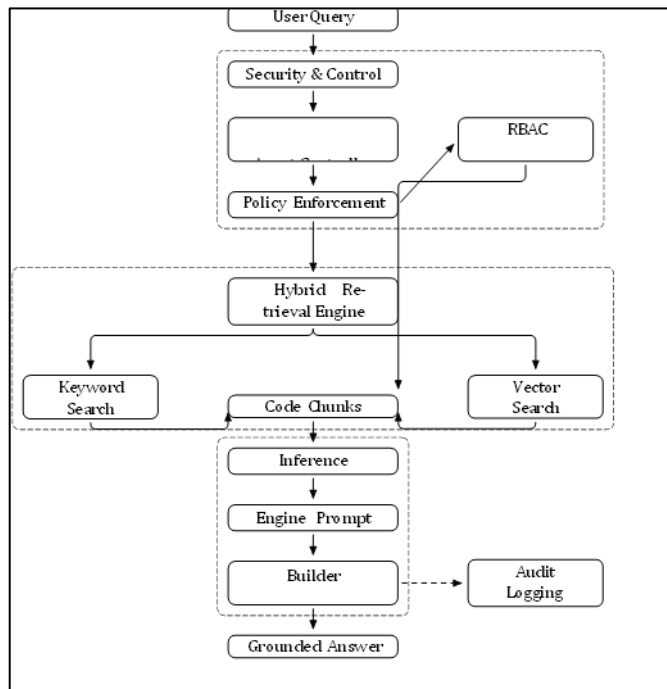 User Query
Security & Control
RBAC
Policy Enforcement
Hybrid Re-
trieval Engine
Keyword
Search
Code Chunks
Vector
Search
Inference
Engine Prompt
Builder
Audit
Logging
Grounded Answer